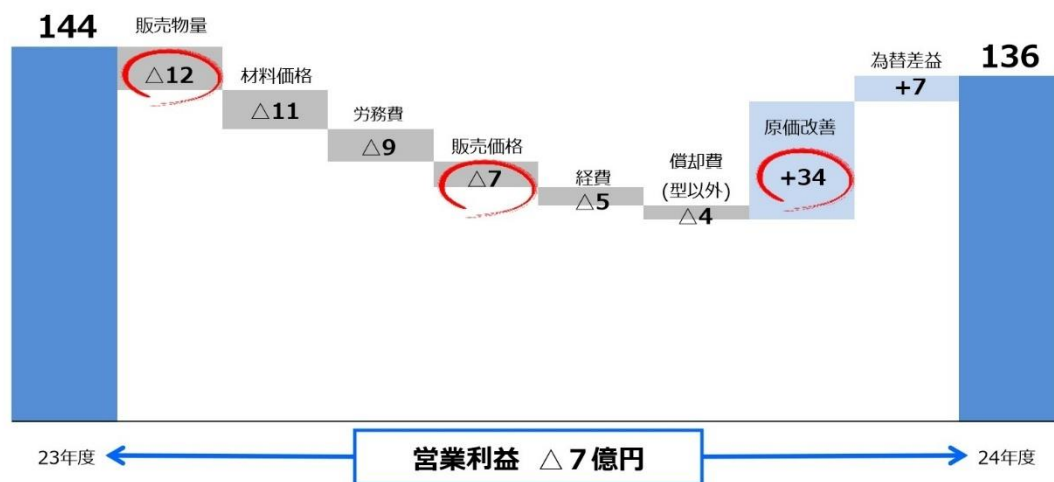 144
販売物量
△12
材料価格
△11
労務費
△9
販売価格
△7
経費
△5
償却費
(型以外)
△4
原価改善
+34
為替差益
+7
136
23年度
営業利益 △7億円
24年度